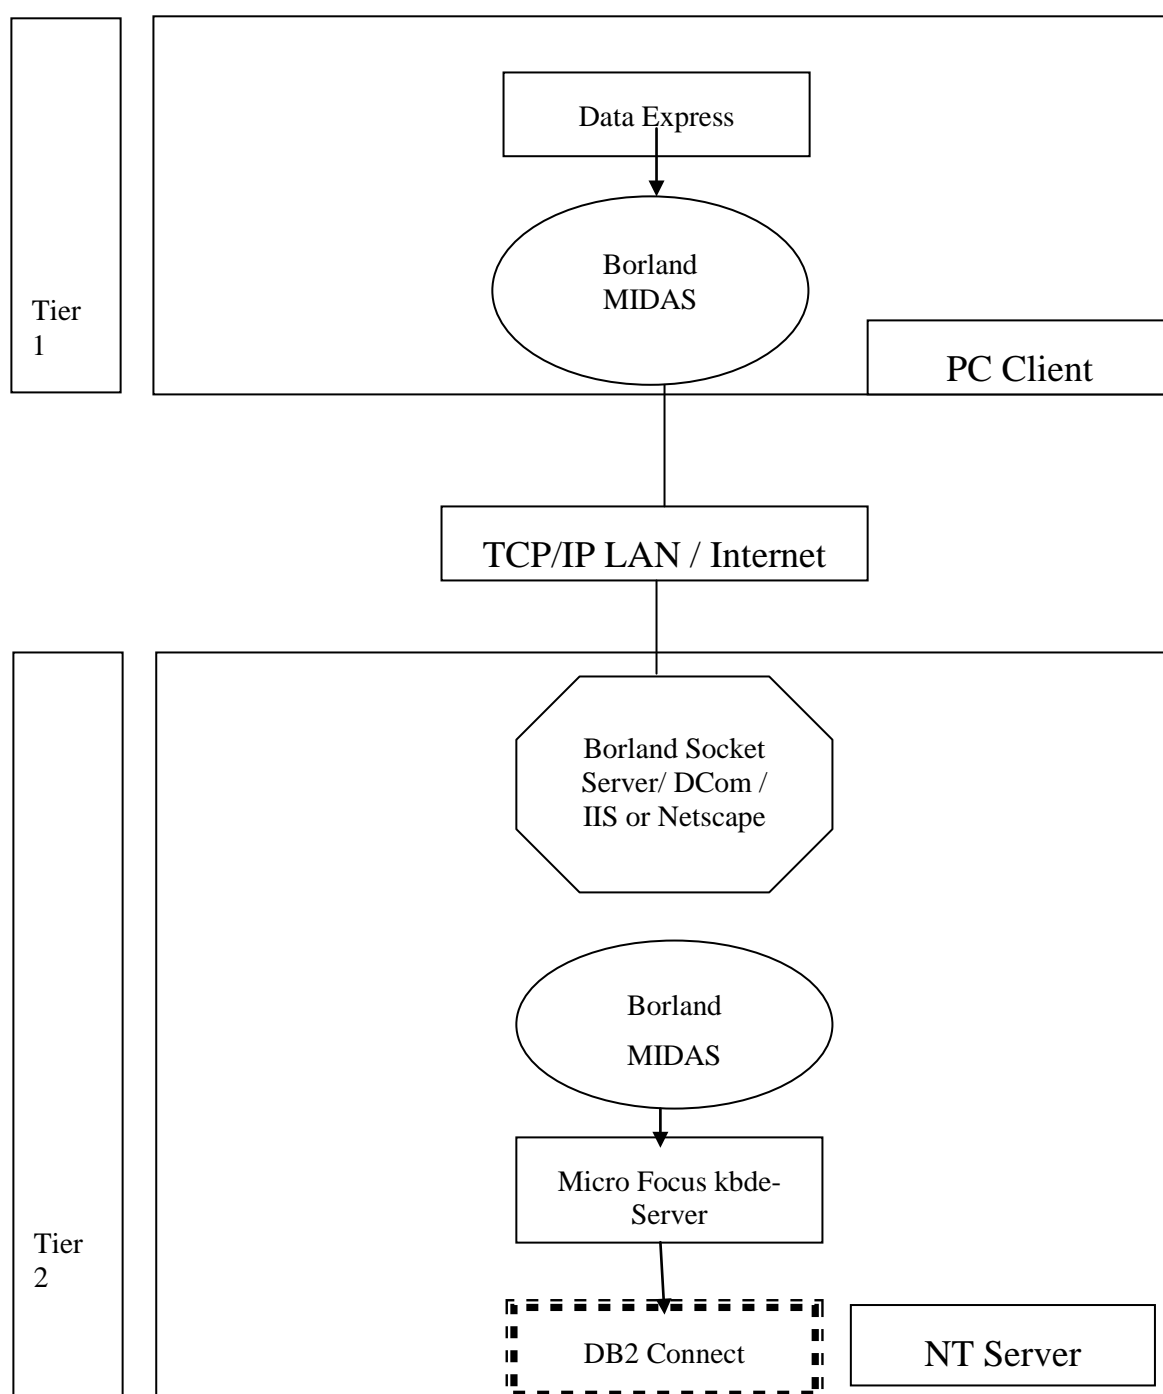 Data Express
Borland
MIDAS
Tier
1
PC Client
TCP/IP LAN / Internet
Borland Socket
Server/ DCom /
IIS or Netscape
Borland
MIDAS
Micro Focus kbde-
Server
Tier
2
DB2 Connect
NT Server